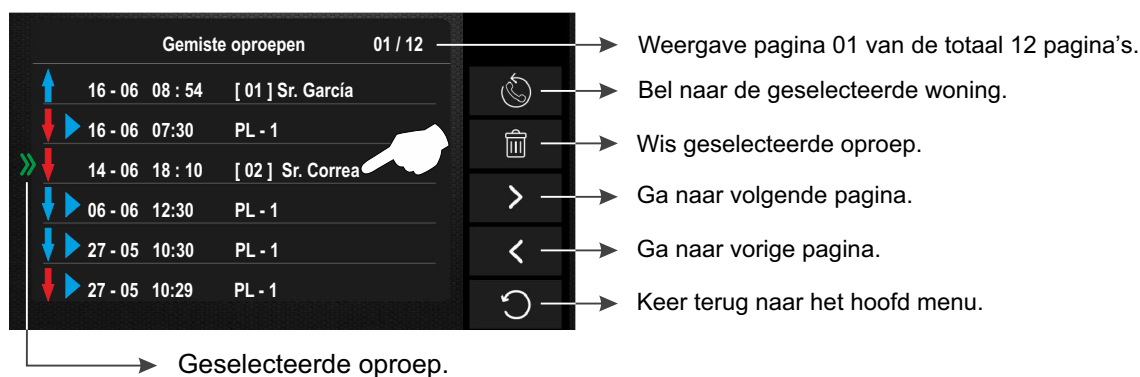 Gemiste oproepen 01 / 12
16 - 06 08 : 54 [ 01 ] Sr. García
16 - 06 07:30 PL - 1
14 - 06 18 : 10 [ 02 ] Sr. Correa
06 - 06 12:30 PL - 1
27 - 05 10:30 PL - 1
27 - 05 10:29 PL - 1
Weergave pagina 01 van de totaal 12 pagina’s.
Bel naar de geselecteerde woning.
Wis geselecteerde oproep.
Ga naar volgende pagina.
Ga naar vorige pagina.
Keer terug naar het hoofd menu.
Geselecteerde oproep.